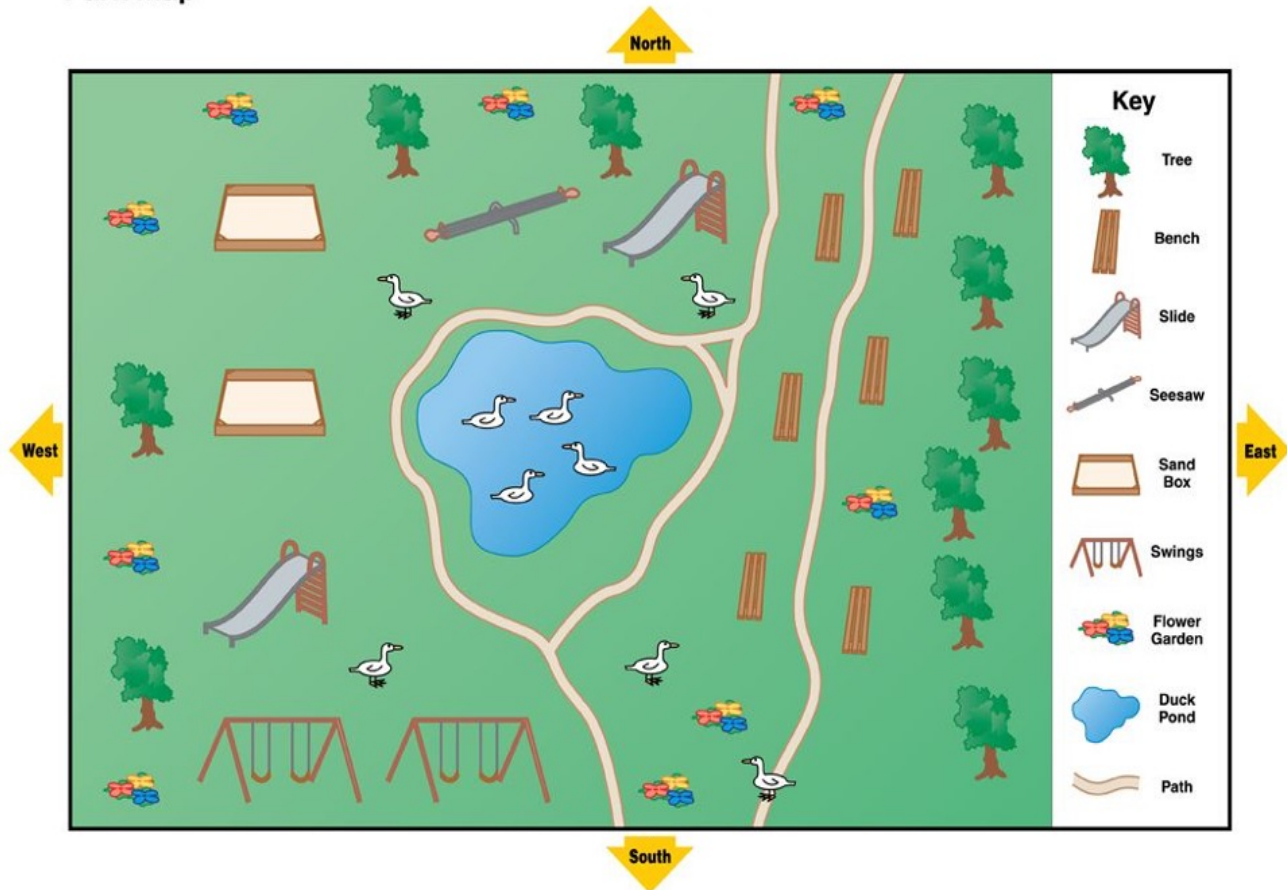 North
Key
Tree
Bench
Slide
Seesaw
West
East
Sand
Box
Swings
Flower
Garden
Duck
Pond
Path
South